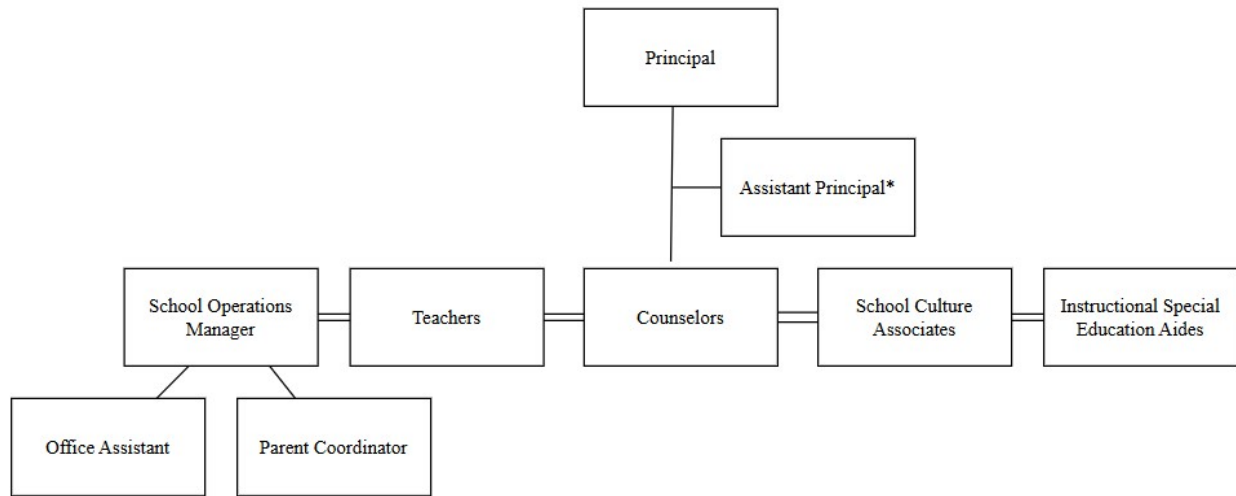 Principal
Assistant Principal*
School Operations
Manager
Teachers
Counselors
School Culture
Associates
Instructional Special
Education Aides
Office Assistant
Parent Coordinator